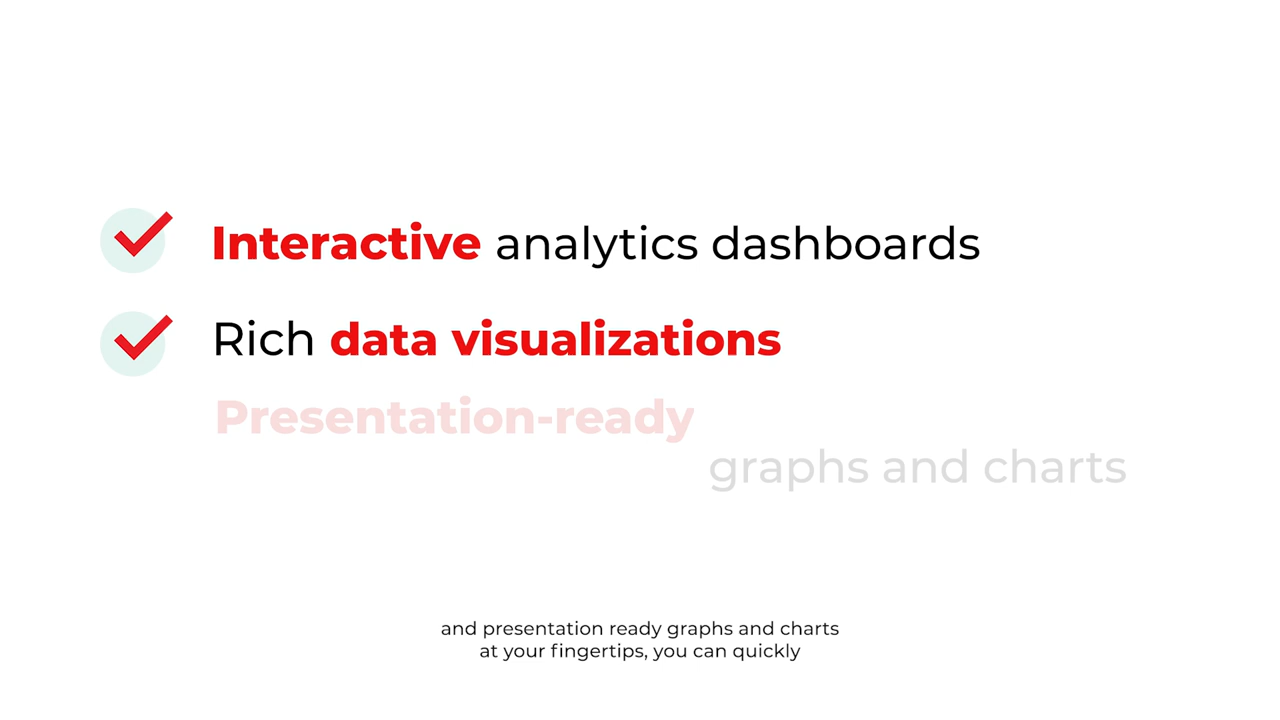 Interactive analytics dashboards
Rich data visualizations
Presentation-ready
graphs and charts
and presentation ready graphs and charts
at your fingertips, you can quickly